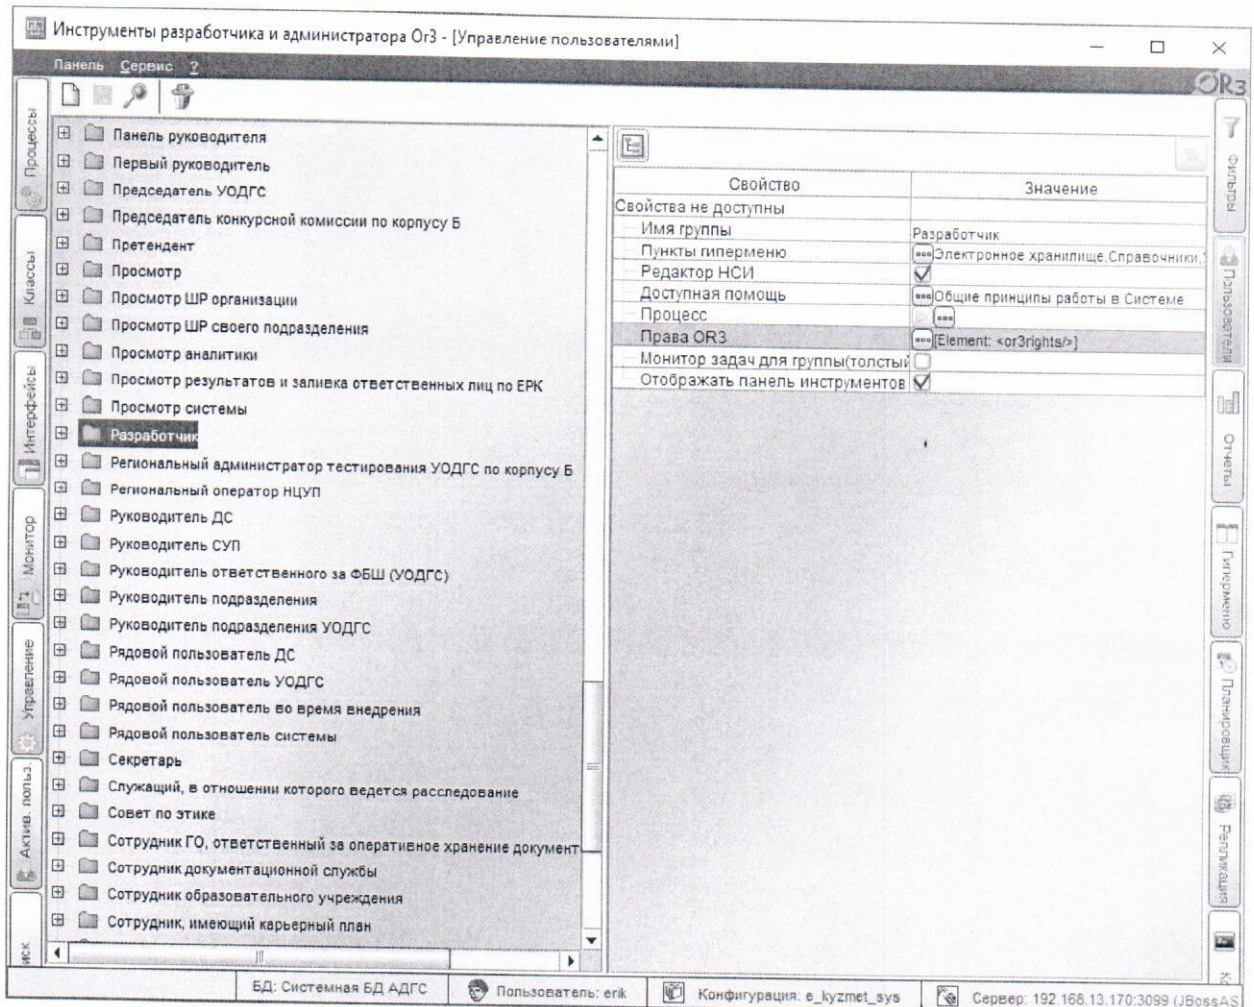 Инструменты разработчика и администратора Or3 - [Управление пользователями]
Панель Сервис ?
OR3
Процессы
Классы
Интерфейсы
Монитор
Управление
Актив. польз.
иск
Панель руководителя
Первый руководитель
Председатель УОДГС
Председатель конкурсной комиссии по корпусу Б
Претендент
Просмотр
Просмотр ШР организации
Просмотр ШР своего подразделения
Просмотр аналитики
Просмотр результатов и заливка ответственных лиц по ЕРК
Просмотр системы
Разработчик
Региональный администратор тестирования УОДГС по корпусу Б
Региональный оператор НЦУП
Руководитель ДС
Руководитель СУП
Руководитель ответственного за ФБШ (УОДГС)
Руководитель подразделения
Руководитель подразделения УОДГС
Рядовой пользователь ДС
Рядовой пользователь УОДГС
Рядовой пользователь во время внедрения
Рядовой пользователь системы
Секретарь
Служащий, в отношении которого ведется расследование
Совет по этике
Сотрудник ГО, ответственный за оперативное хранение документ
Сотрудник документационной службы
Сотрудник образовательного учреждения
Сотрудник, имеющий карьерный план
Свойство Значение
Свойства не доступны
Имя группы Разработчик
Пункты гиперменю Электронное хранилище,Справочники,
Редактор НСИ
Доступная помощь Общие принципы работы в Системе
Процесс
Права OR3 [Element: <or3rights/>]
Монитор задач для группы(толстый
Отображать панель инструментов
Фильтры
Пользователи
Отчеты
Гиперменю
Планировщик
Репликация
БД: Системная БД АДГС Пользователь: erik Конфигурация: e_kyzmet_sys Сервер: 192.168.13.170:3099 (JBossAS